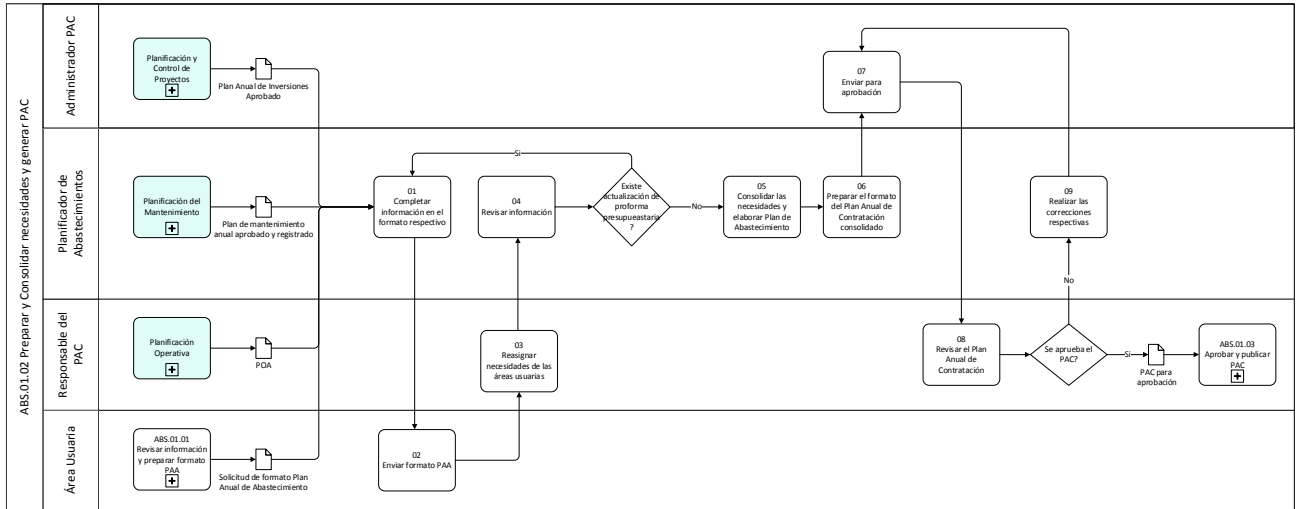 ABS.01.02 Preparar y Consolidar necesidades y generar PAC
Administrador PAC
Planificación y
Control de
Proyectos
Plan Anual de Inversiones
Aprobado
07
Enviar para
aprobación
Planificador de
Abastecimientos
Planificación del
Mantenimiento
Plan de mantenimiento
anual aprobado y registrado
01
Completar
información en el
formato respectivo
Si
04
Revisar información
Existe
actualización de
proforma
presupueastaria
?
No
05
Consolidar las
necesidades y
elaborar Plan de
Abastecimiento
06
Preparar el formato
del Plan Anual de
Contratación
consolidado
09
Realizar las
correcciones
respectivas
No
Responsable del
PAC
Planificación
Operativa
POA
03
Reasignar
necesidades de las
áreas usuarias
08
Revisar el Plan
Anual de
Contratación
Se aprueba el
PAC?
Si
PAC para
aprobación
ABS.01.03
Aprobar y publicar
PAC
Área Usuaria
ABS.01.01
Revisar información
y preparar formato
PAA
Solicitud de formato Plan
Anual de Abastecimiento
02
Enviar formato PAA